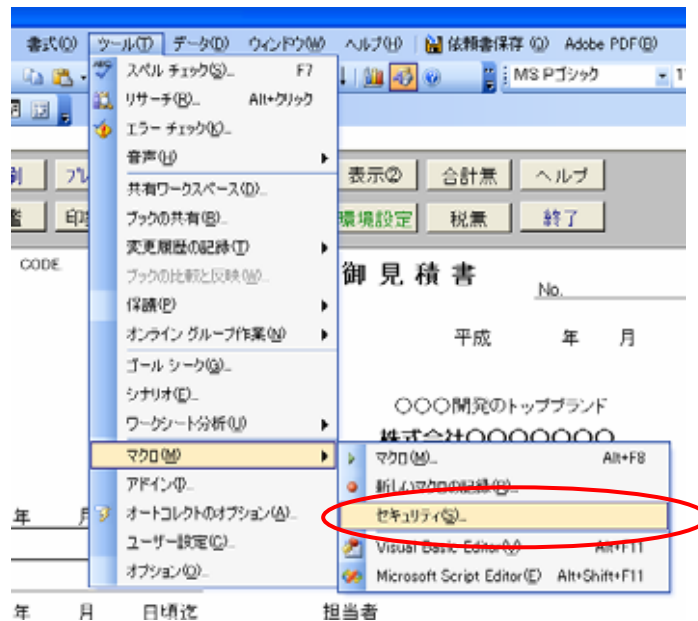 書式(O) ツール(T) データ(D) ウィンドウ(W) ヘルプ(H) 依頼書保存(Q) Adobe PDF(B)
MS Pゴシック
スペル チェック(S)... F7
リサーチ(R)... Alt+クリック
エラー チェック(K)...
音声(H)
共有ワークスペース(D)...
ブックの共有(B)...
変更履歴の記録(T)
ブックの比較と反映(W)...
保護(P)
オンライン グループ作業(N)
ゴール シーク(G)...
シナリオ(E)...
ワークシート分析(U)
マクロ(M)
アドイン(I)...
オートコレクトのオプション(A)...
ユーザー設定(C)...
オプション(O)...
マクロ(M)... Alt+F8
新しいマクロの記録(R)...
セキュリティ(S)...
Visual Basic Editor(V) Alt+F11
Microsoft Script Editor(E) Alt+Shift+F11
表示② 合計無 ヘルプ
環境設定 税無 終了
CODE
御見積書
No.
平成 年 月
○○○開発のトップブランド
株式会社○○○○○○○
年 月
年 月 日頃迄 担当者